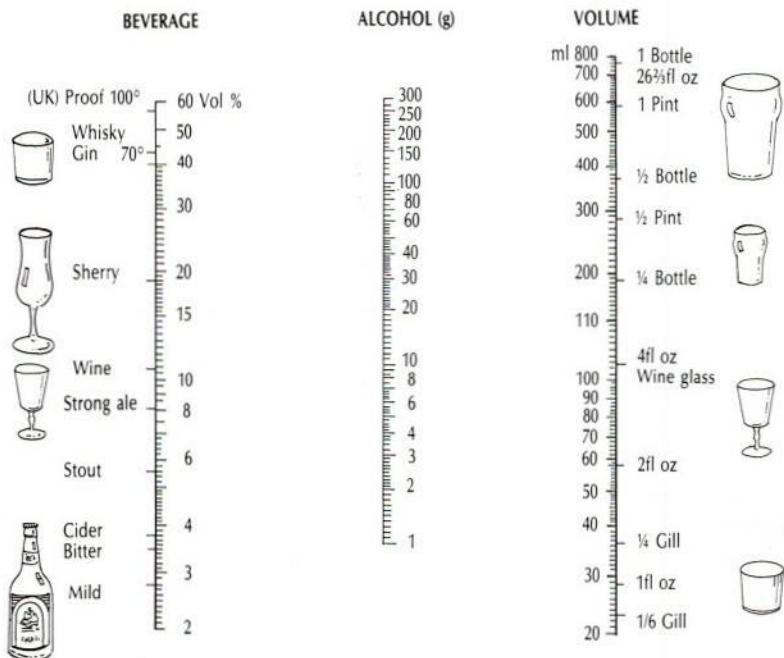 BEVERAGE
(UK) Proof 100°
60 Vol %
Whisky
50
Gin 70°
40
30
Sherry
20
15
Wine
10
Strong ale
8
6
Stout
4
Cider
Bitter
3
Mild
2
ALCOHOL (g)
300
250
200
150
100
80
60
40
30
20
10
8
6
4
3
2
1
VOLUME
ml 800
1 Bottle
700
26⅔fl oz
600
1 Pint
500
400
½ Bottle
300
½ Pint
200
¼ Bottle
110
4fl oz
100
Wine glass
90
80
70
60
2fl oz
50
40
¼ Gill
30
1fl oz
1/6 Gill
20